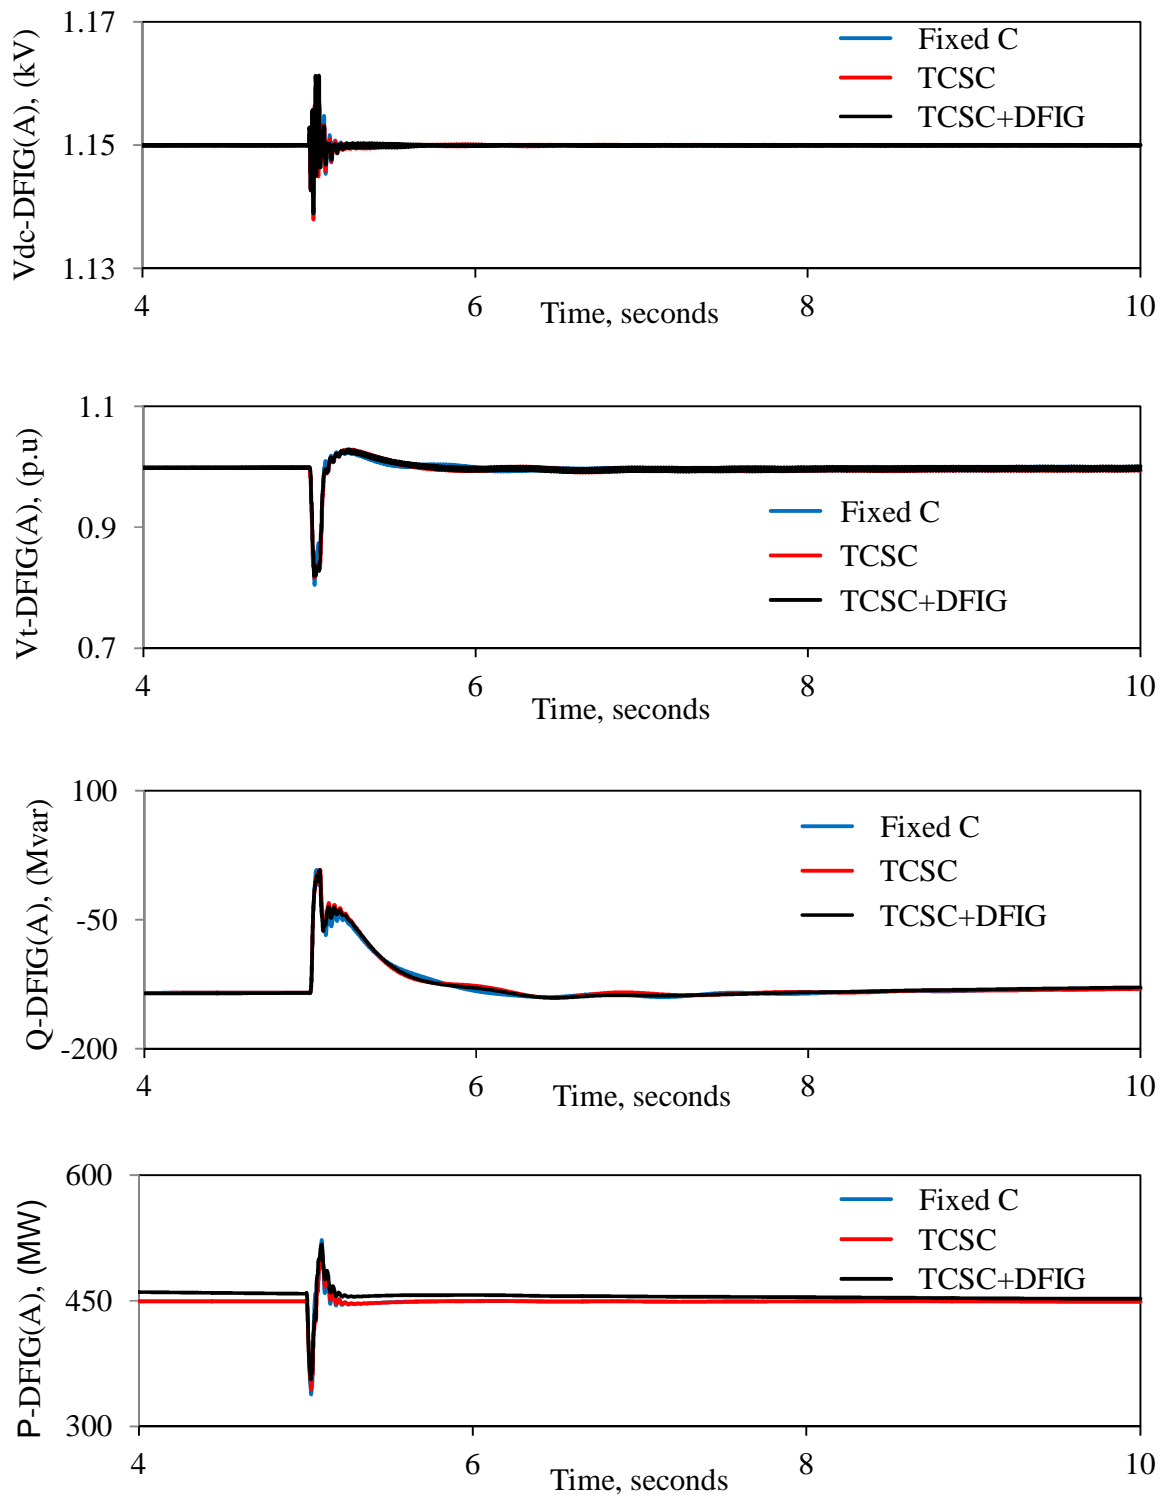 1.17
Vdc-DFIG(A), (kV)
Fixed C
TCSC
1.15
TCSC+DFIG
1.13
4
6
8
10
Time, seconds
1.1
Vt-DFIG(A), (p.u)
0.9
Fixed C
TCSC
TCSC+DFIG
0.7
4
6
8
10
Time, seconds
100
Q-DFIG(A), (Mvar)
Fixed C
TCSC
-50
TCSC+DFIG
-200
4
6
8
10
Time, seconds
600
P-DFIG(A), (MW)
Fixed C
TCSC
TCSC+DFIG
450
300
4
6
8
10
Time, seconds